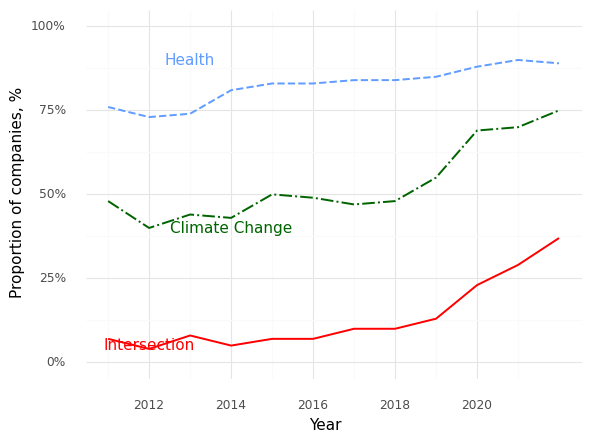 100%
Health
75%
50%
Climate Change
25%
Intersection
0%
2012 2014 2016 2018 2020
Year
Proportion of companies, %